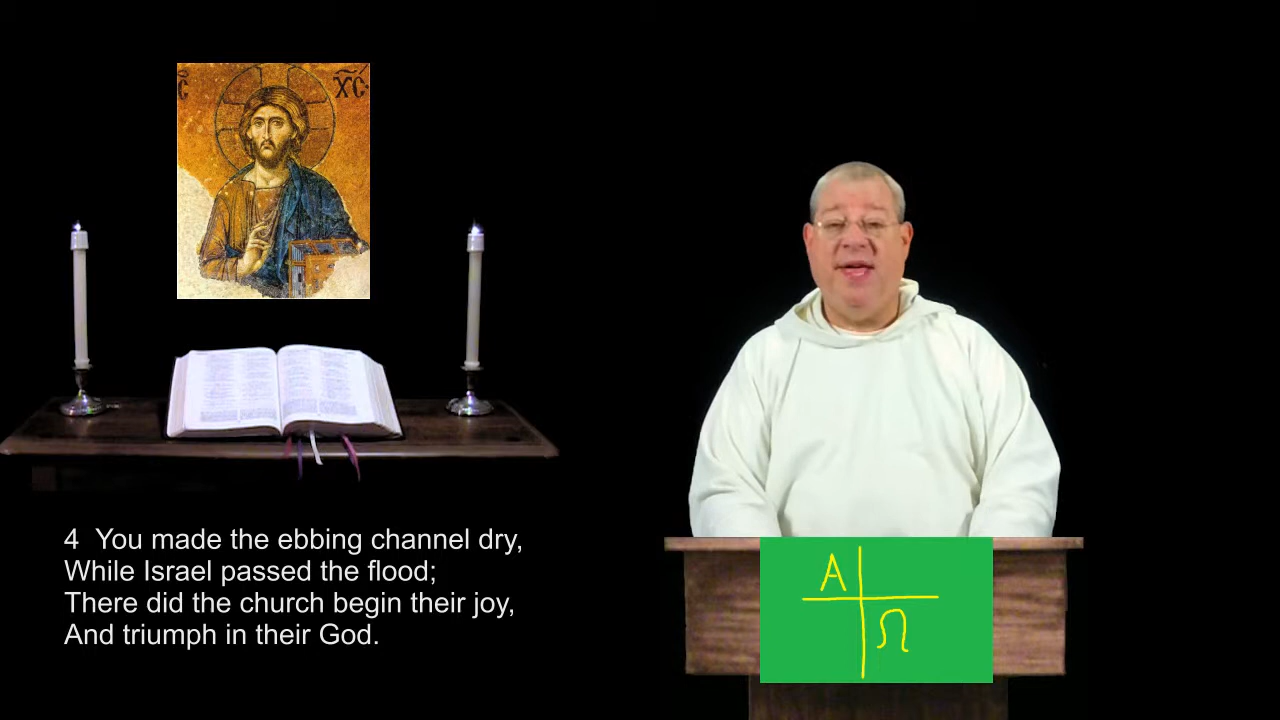 C
XC
4 You made the ebbing channel dry,
While Israel passed the flood;
There did the church begin their joy,
And triumph in their God.
A
Ω